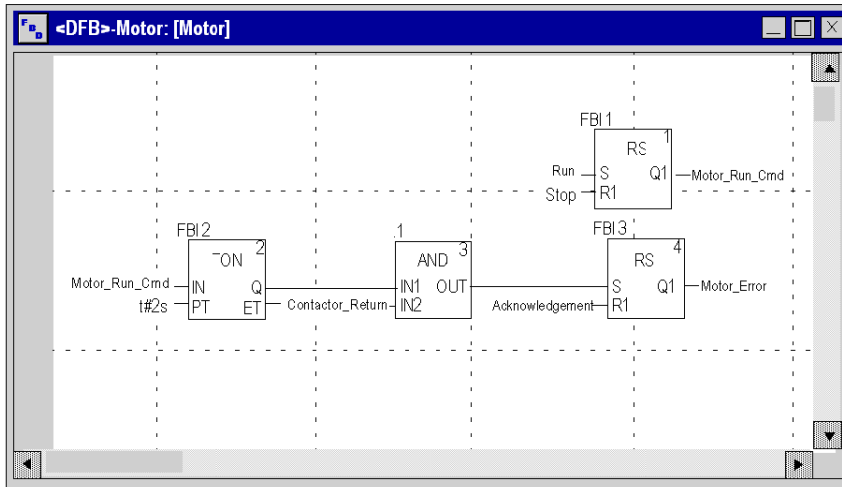 FBD <DFB>-Motor: [Motor]
FBI 1
1
RS
Run S Q1 Motor_Run_Cmd
Stop R1
FBI 2 .1 FBI 3
2 3 4
TON AND RS
Motor_Run_Cmd IN Q IN1 OUT S Q1 Motor_Error
t#2s PT ET Contactor_Return IN2 Acknowledgement R1